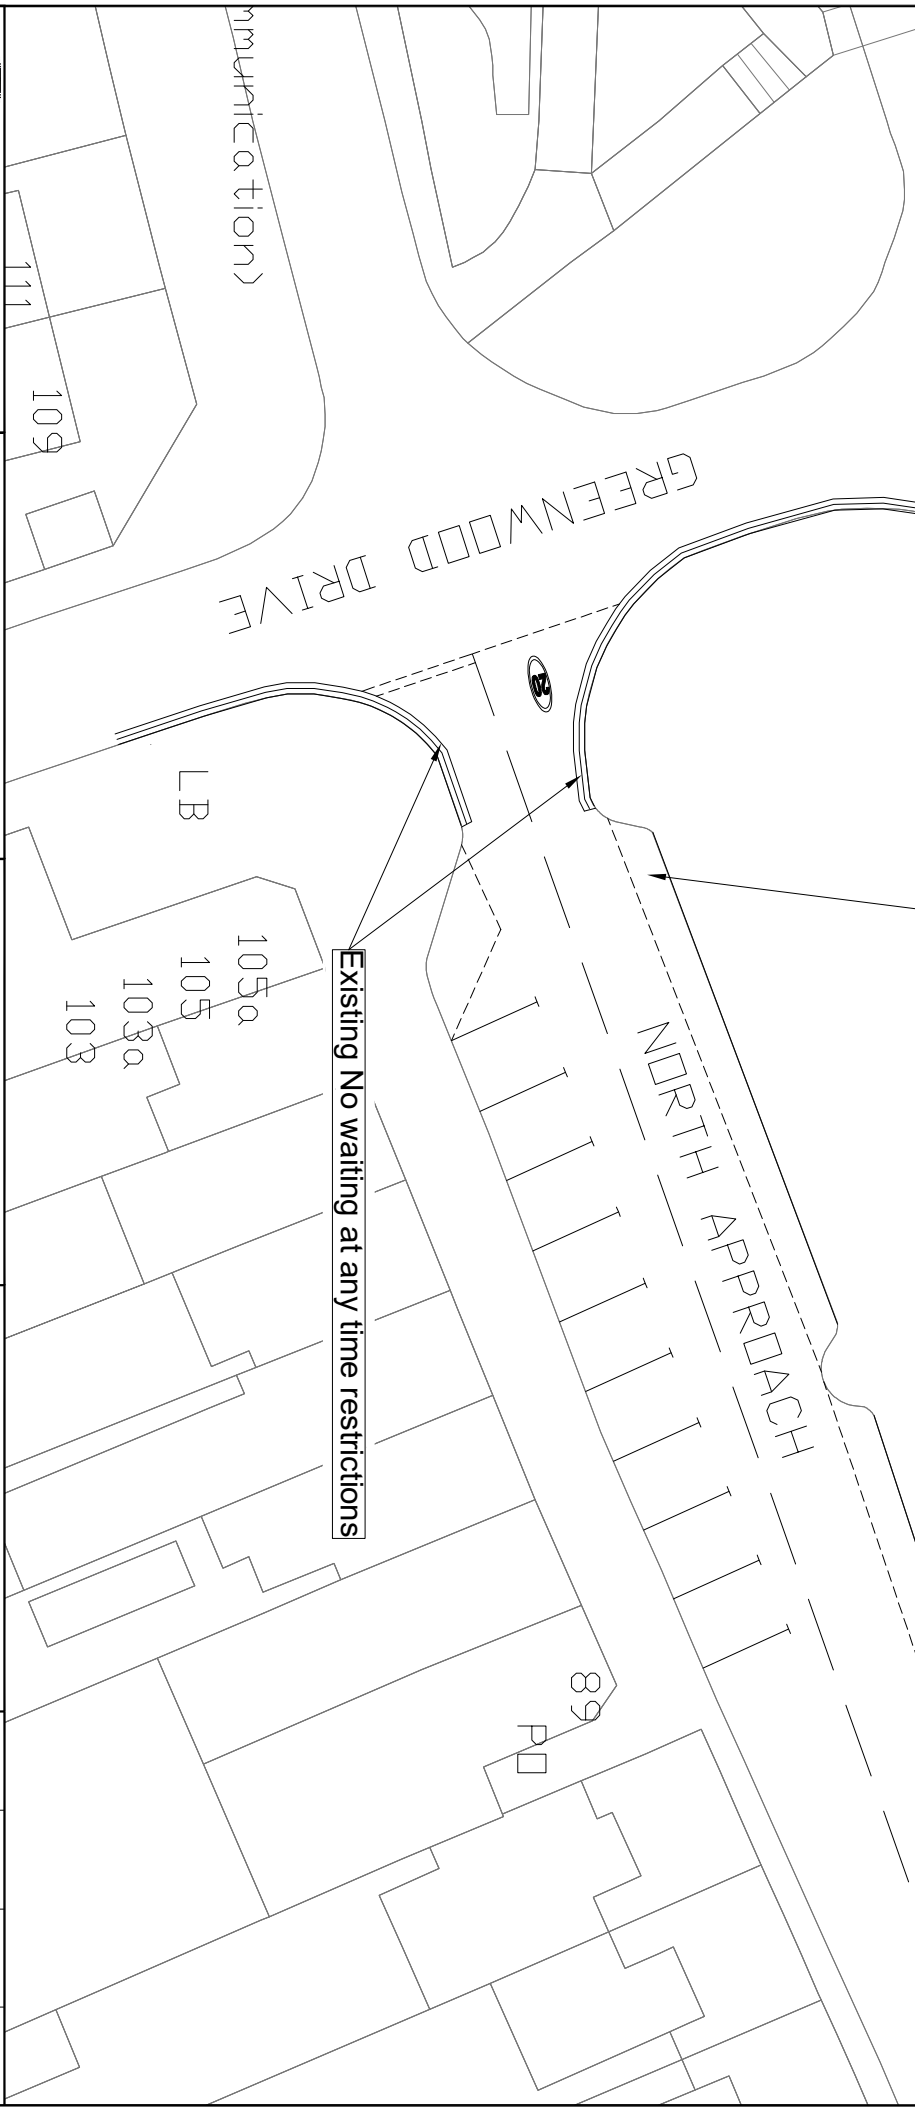 mmunication)
111
109
GREENWOOD DRIVE
20
LB
105a
105
103a
103
Existing No waiting at any time restrictions
NORTH APPROACH
89
PO